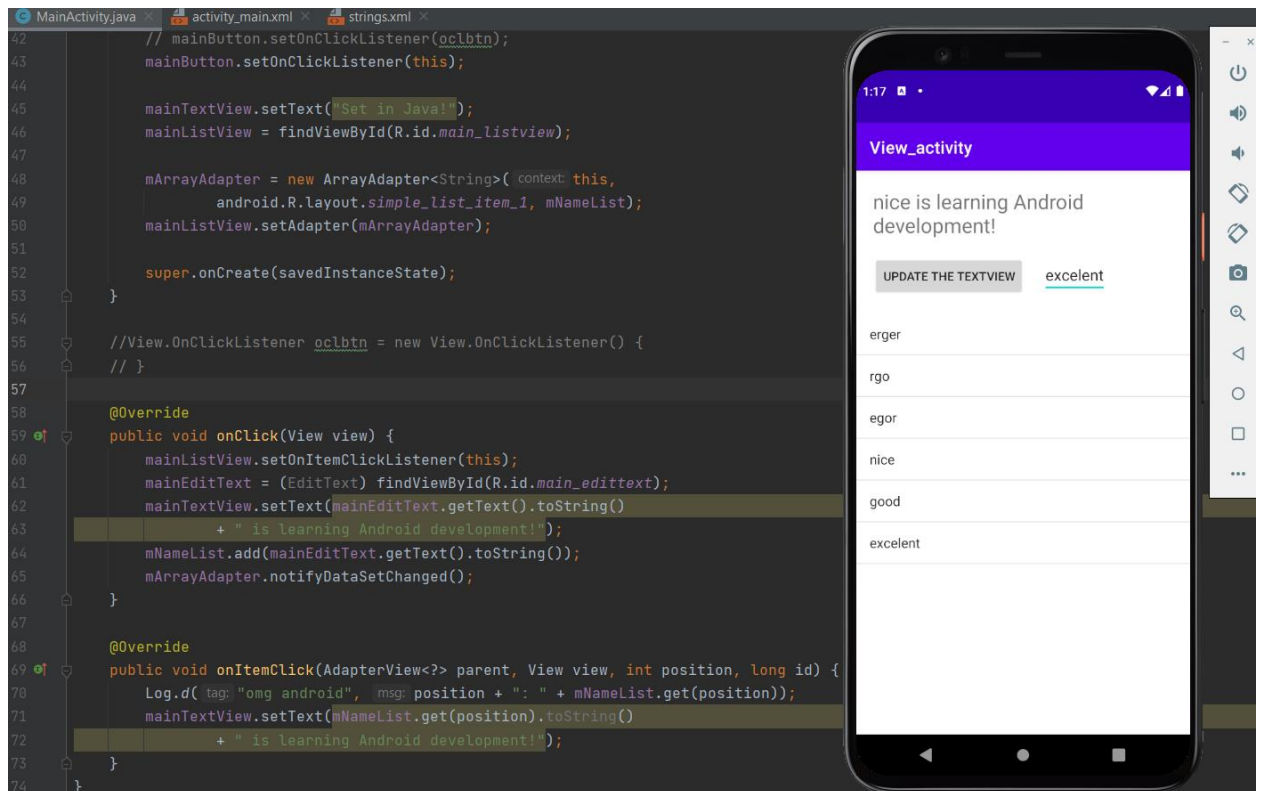 MainActivity.java activity_main.xml strings.xml
42 // mainButton.setOnClickListener(oclbtn);
43 mainButton.setOnClickListener(this);
44
45 mainTextView.setText("Set in Java!");
46 mainListView = findViewById(R.id.main_listview);
47
48 mArrayAdapter = new ArrayAdapter<String>( context: this,
49 android.R.layout.simple_list_item_1, mNameList);
50 mainListView.setAdapter(mArrayAdapter);
51
52 super.onCreate(savedInstanceState);
53 }
54
55 //View.OnClickListener oclbtn = new View.OnClickListener() {
56 // }
57
58 @Override
59 public void onClick(View view) {
60 mainListView.setOnItemClickListener(this);
61 mainEditText = (EditText) findViewById(R.id.main_edittext);
62 mainTextView.setText(mainEditText.getText().toString()
63 + " is learning Android development!");
64 mNameList.add(mainEditText.getText().toString());
65 mArrayAdapter.notifyDataSetChanged();
66 }
67
68 @Override
69 public void onItemClick(AdapterView<?> parent, View view, int position, long id) {
70 Log.d( tag: "omg android", msg: position + ": " + mNameList.get(position));
71 mainTextView.setText(mNameList.get(position).toString()
72 + " is learning Android development!");
73 }
74 }
1:17
View_activity
nice is learning Android
development!
UPDATE THE TEXTVIEW excelent
erger
rgo
egor
nice
good
excelent